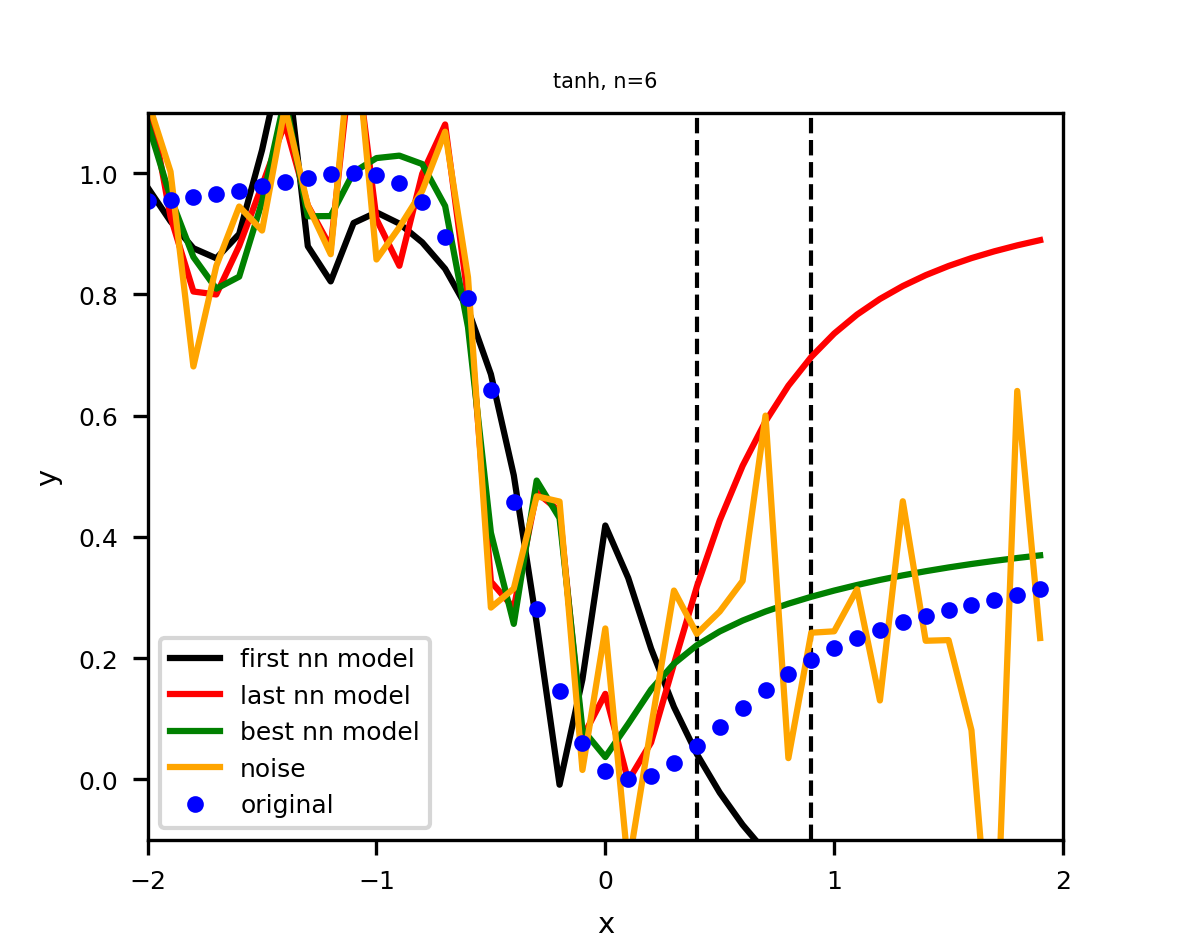 tanh, n=6
1.0
0.8
0.6
0.4
0.2
0.0
y
first nn model
last nn model
best nn model
noise
original
−2
−1
0
1
2
x